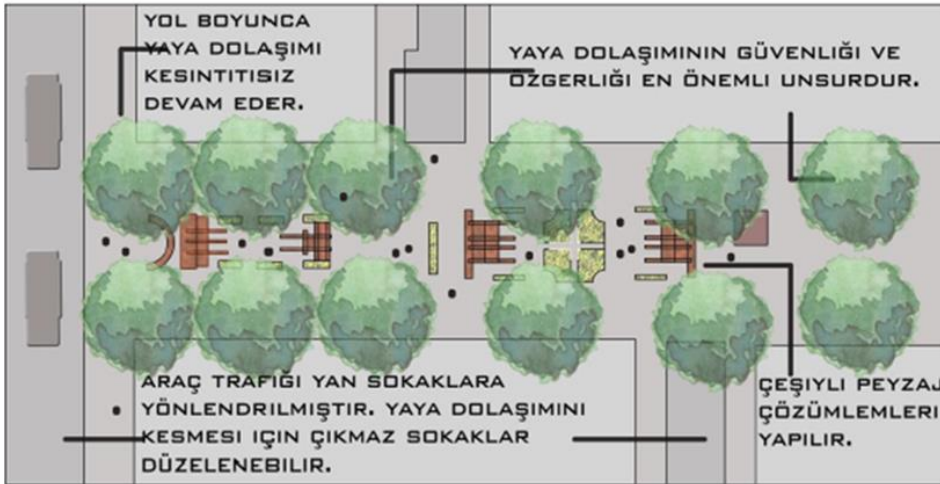 YOL BOYUNCA
YAYA DOLAŞIMI
KESINTITISIZ
DEVAM EDER.
YAYA DOLAŞIMININ GÜVENLIĞI VE
ÖZGERLIĞI EN ÖNEMLI UNSURDUR.
ARAÇ TRAFIĞI YAN SOKAKLARA
YÖNLENDRILMIŞTIR. YAYA DOLAŞIMINI
KESMESI IÇIN ÇIKMAZ SOKAKLAR
DÜZELENEBILIR.
ÇEŞIYLI PEYZAJ
ÇÖZÜMLEMLERI
YAPILIR.